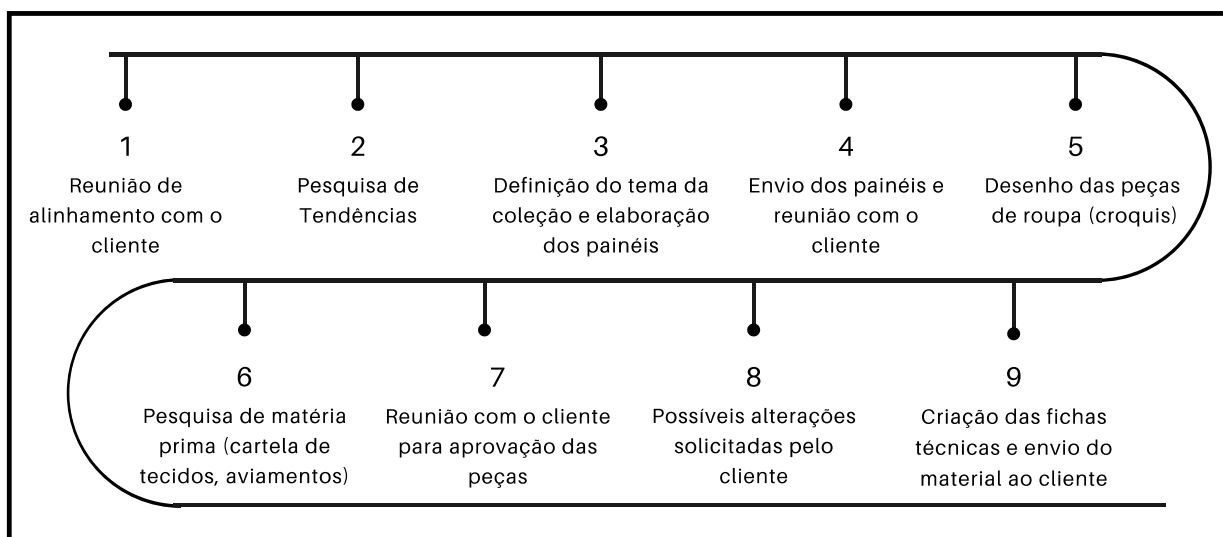 1
Reunião de
alinhamento com o
cliente
2
Pesquisa de
Tendências
3
Definição do tema da
coleção e elaboração
dos painéis
4
Envio dos painéis e
reunião com o
cliente
5
Desenho das peças
de roupa (croquis)
6
Pesquisa de matéria
prima (cartela de
tecidos, aviamentos)
7
Reunião com o cliente
para aprovação das
peças
8
Possíveis alterações
solicitadas pelo
cliente
9
Criação das fichas
técnicas e envio do
material ao cliente